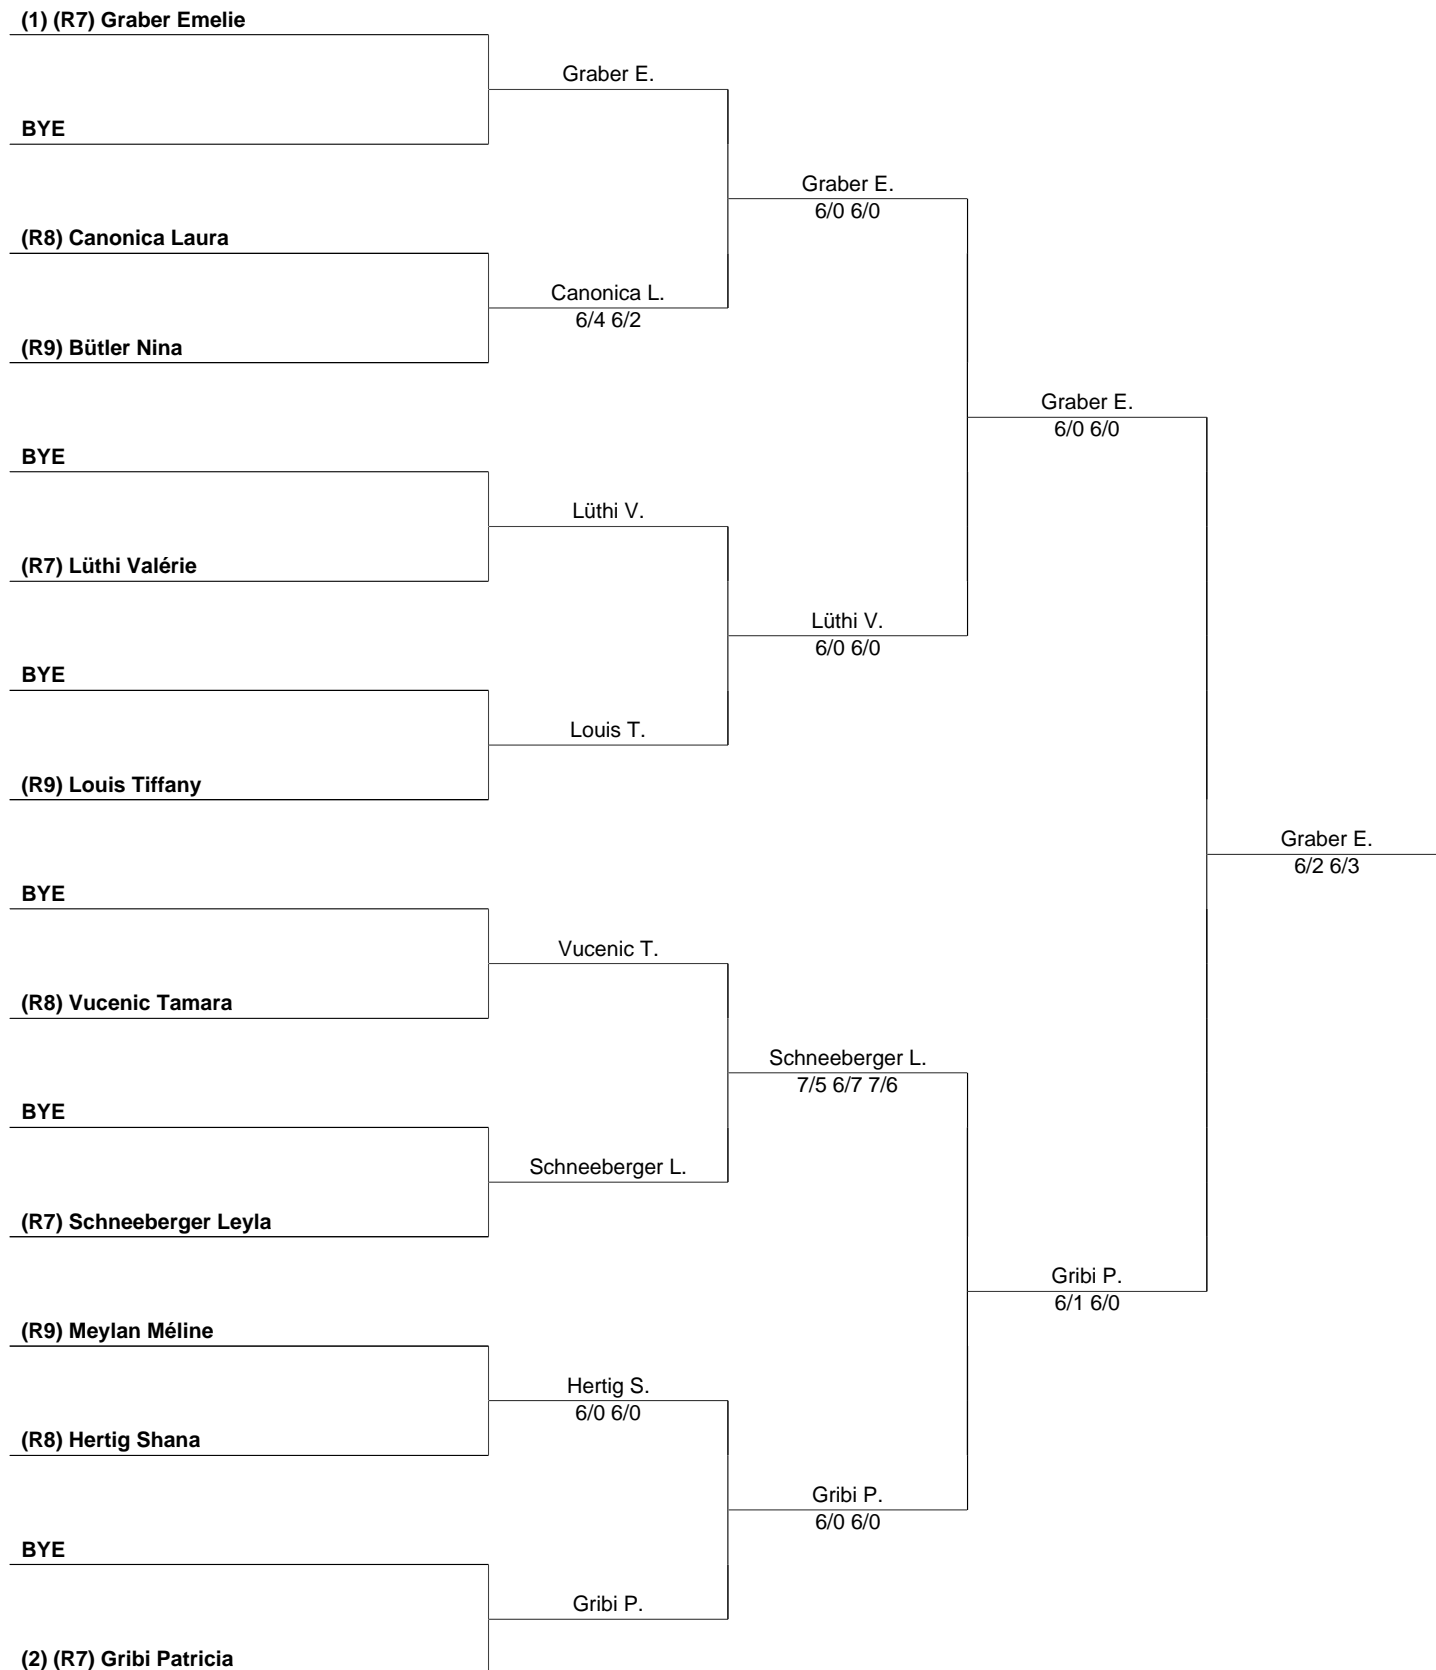 (1) (R7) Graber Emelie
Graber E.
BYE
Graber E.
6/0 6/0
(R8) Canonica Laura
Canonica L.
6/4 6/2
(R9) Bütler Nina
Graber E.
6/0 6/0
BYE
Lüthi V.
(R7) Lüthi Valérie
Lüthi V.
6/0 6/0
BYE
Louis T.
(R9) Louis Tiffany
Graber E.
6/2 6/3
BYE
Vucenic T.
(R8) Vucenic Tamara
Schneeberger L.
7/5 6/7 7/6
BYE
Schneeberger L.
(R7) Schneeberger Leyla
Gribi P.
6/1 6/0
(R9) Meylan Méline
Hertig S.
6/0 6/0
(R8) Hertig Shana
Gribi P.
6/0 6/0
BYE
Gribi P.
(2) (R7) Gribi Patricia